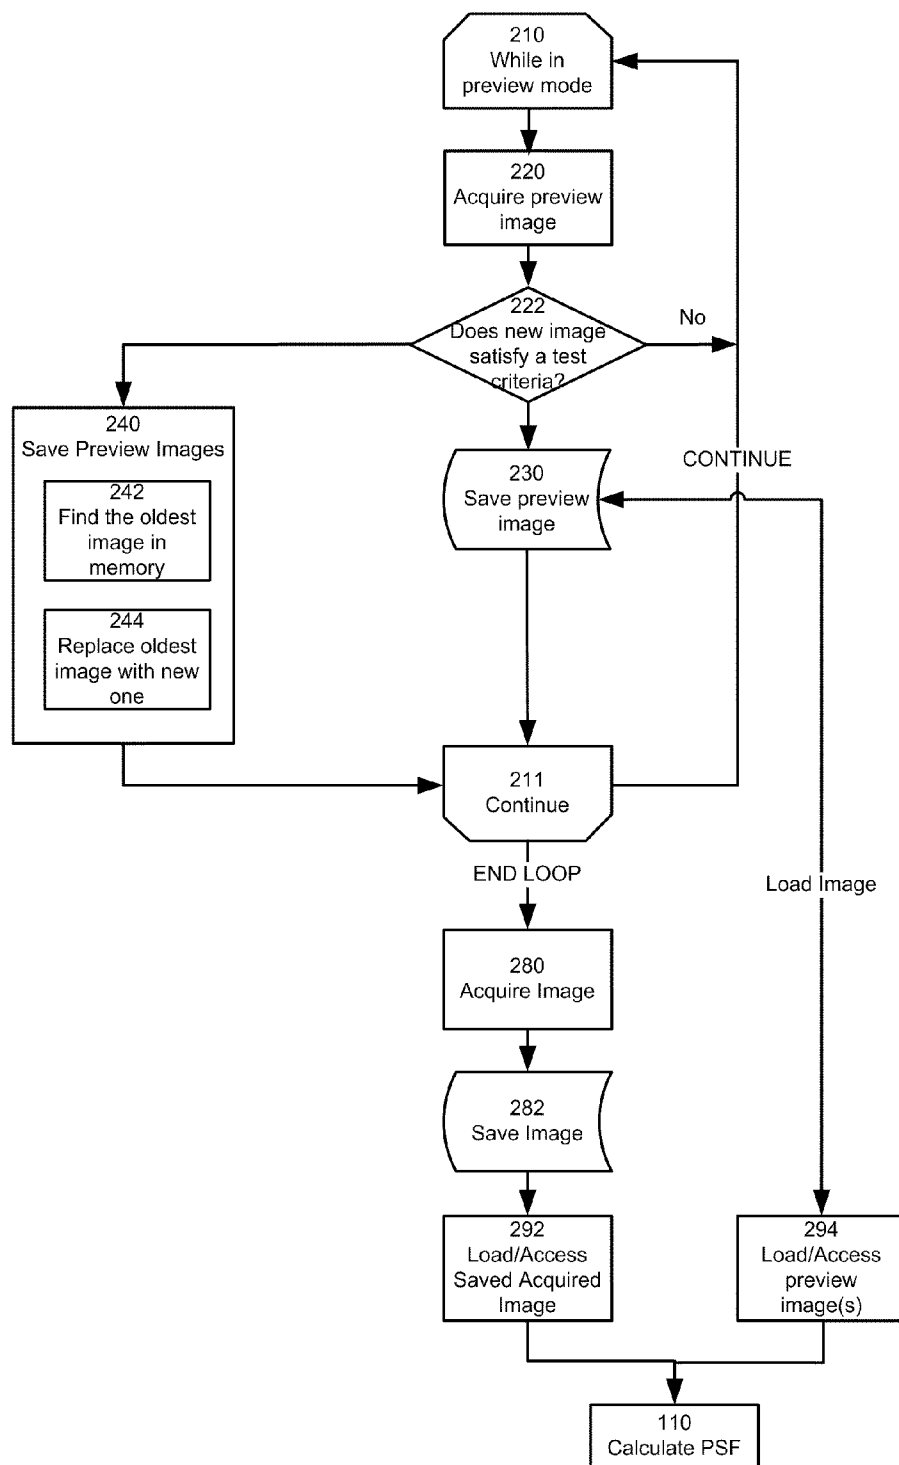 210
While in
preview mode
220
Acquire preview
image
222
Does new image
satisfy a test
criteria?
No
240
Save Preview Images
242
Find the oldest
image in
memory
244
Replace oldest
image with new
one
230
Save preview
image
CONTINUE
211
Continue
END LOOP
Load Image
280
Acquire Image
282
Save Image
292
Load/Access
Saved Acquired
Image
294
Load/Access
preview
image(s)
110
Calculate PSF